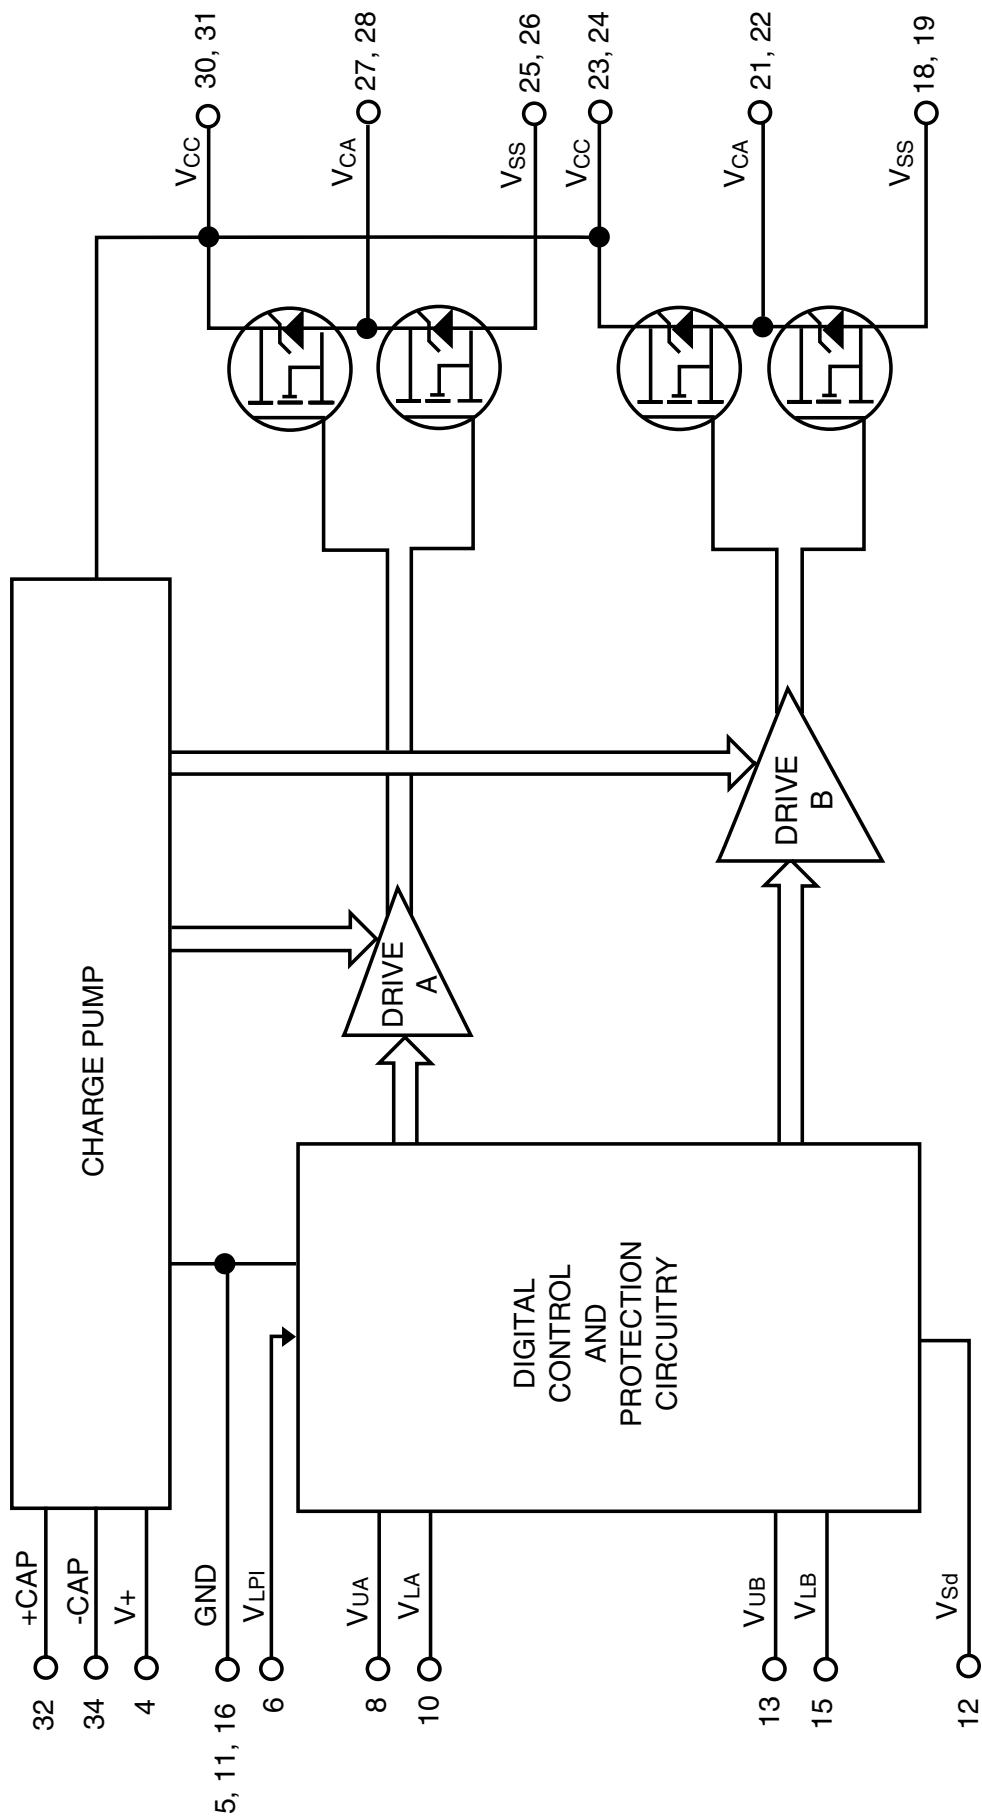 32
+CAP
34
-CAP
4
V+
5, 11, 16
GND
6
VLPI
8
VUA
10
VLA
13
VUB
15
VLB
12
VSd
CHARGE PUMP
DIGITAL
CONTROL
AND
PROTECTION
CIRCUITRY
DRIVE
A
DRIVE
B
VCC
30, 31
VCA
27, 28
VSS
25, 26
VCC
23, 24
VCA
21, 22
VSS
18, 19